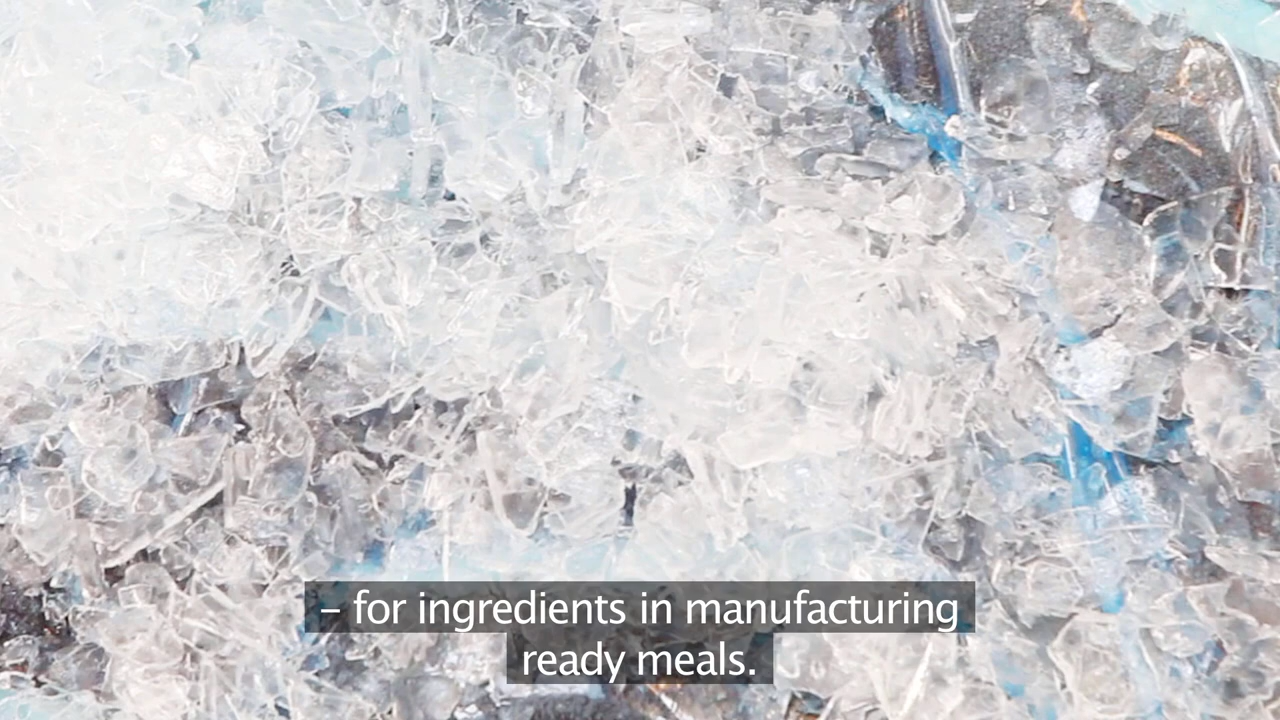 – for ingredients in manufacturing
ready meals.